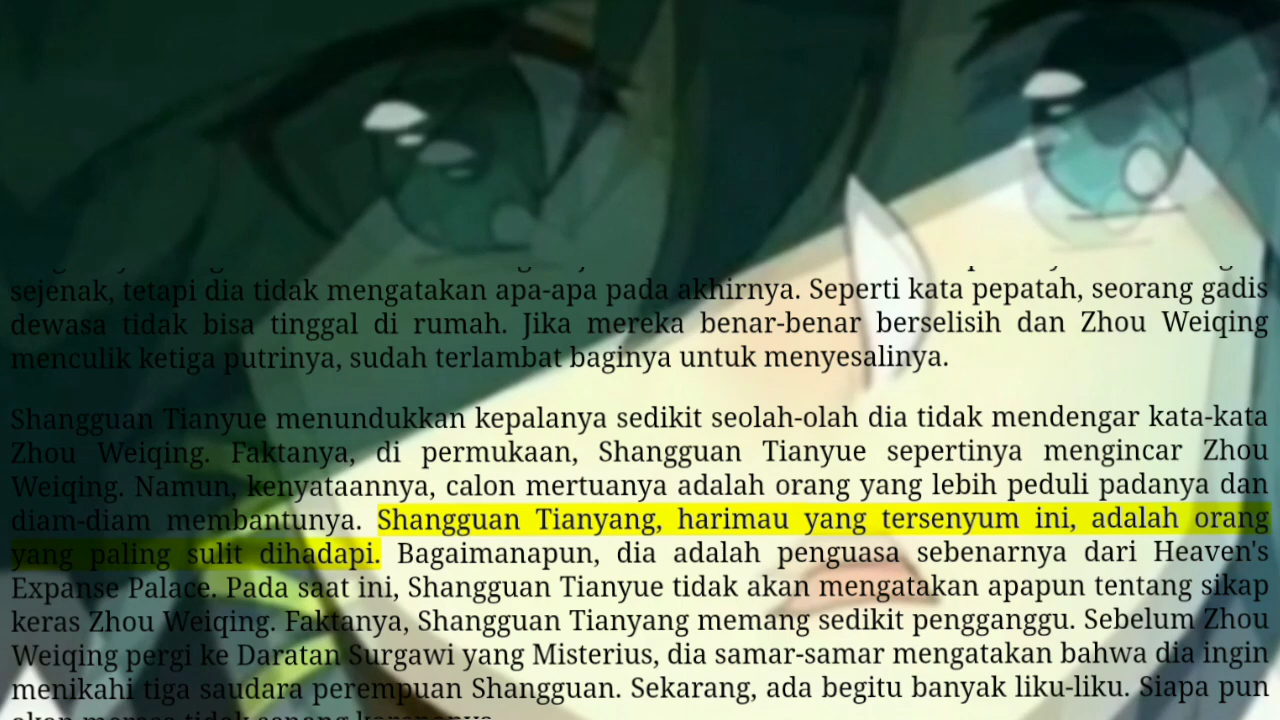 sejenak, tetapi dia tidak mengatakan apa-apa pada akhirnya. Seperti kata pepatah, seorang gadis
dewasa tidak bisa tinggal di rumah. Jika mereka benar-benar berselisih dan Zhou Weiqing
menculik ketiga putrinya, sudah terlambat baginya untuk menyesalinya.
Shangguan Tianyue menundukkan kepalanya sedikit seolah-olah dia tidak mendengar kata-kata
Zhou Weiqing. Faktanya, di permukaan, Shangguan Tianyue sepertinya mengincar Zhou
Weiqing. Namun, kenyataannya, calon mertuanya adalah orang yang lebih peduli padanya dan
diam-diam membantunya. Shangguan Tianyang, harimau yang tersenyum ini, adalah orang
yang paling sulit dihadapi. Bagaimanapun, dia adalah penguasa sebenarnya dari Heaven's
Expanse Palace. Pada saat ini, Shangguan Tianyue tidak akan mengatakan apapun tentang sikap
keras Zhou Weiqing. Faktanya, Shangguan Tianyang memang sedikit pengganggu. Sebelum Zhou
Weiqing pergi ke Daratan Surgawi yang Misterius, dia samar-samar mengatakan bahwa dia ingin
menikahi tiga saudara perempuan Shangguan. Sekarang, ada begitu banyak liku-liku. Siapa pun